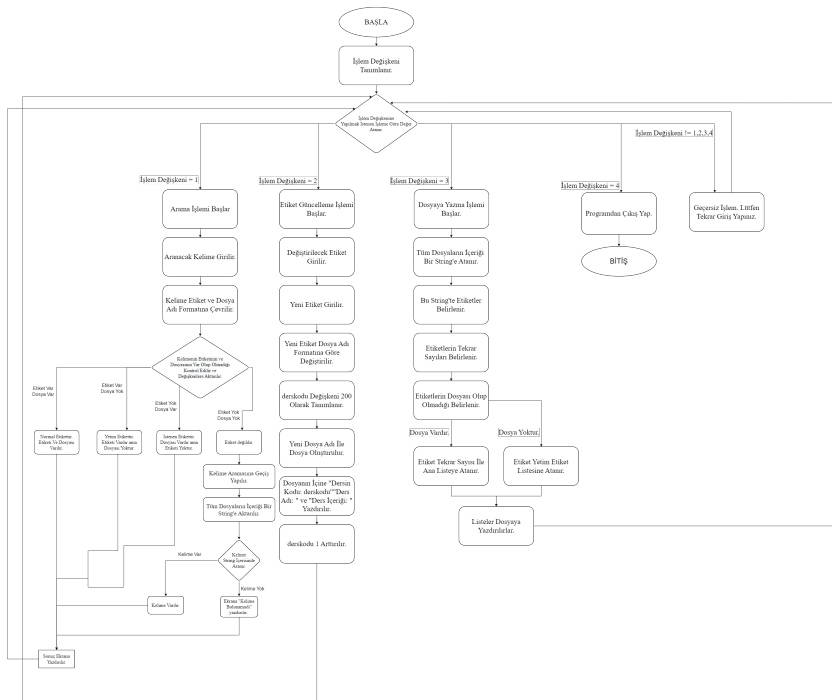 BAŞLA
İşlem Değişkeni
Tanımlanır.
İşlem Değişkenine
Yapılmak İstenen İşleme Göre Değer
Atanır.
İşlem Değişkeni = 1
İşlem Değişkeni = 2
İşlem Değişkeni = 3
İşlem Değişkeni = 4
İşlem Değişkeni != 1,2,3,4
Arama İşlemi Başlar
Aranacak Kelime Girilir.
Kelime Etiket ve Dosya
Adı Formatına Çevrilir.
Kelimenin Etiketinin ve
Dosyasının Var Olup Olmadığı
Kontrol Edilir ve
Değişkenlere Aktarılır.
Etiket Var
Dosya Var
Etiket Var
Dosya Yok
Etiket Yok
Dosya Var
Etiket Yok
Dosya Yok
Normal Etikettir.
Etiketi Ve Dosyası
Vardır.
Yetim Etikettir.
Etiketi Vardır ama
Dosyası Yoktur.
İstenen Etikettir.
Dosyası Vardır ama
Etiketi Yoktur.
Etiket değildir.
Kelime Aramasına Geçiş
Yapılır.
Tüm Dosyaların İçeriği Bir
String'e Aktarılır.
Kelime
String İçerisinde
Aranır.
Kelime Var
Kelime Yok
Kelime Vardır.
Ekrana "Kelime
Bulunamadı"
yazdırılır.
Sonuç Ekrana
Yazdırılır.
Etiket Güncelleme İşlemi
Başlar.
Değiştirilecek Etiket
Girilir.
Yeni Etiket Girilir.
Yeni Etiket Dosya Adı
Formatına Göre
Değiştirilir.
derskodu Değişkeni 200
Olarak Tanımlanır.
Yeni Dosya Adı İle
Dosya Oluşturulur.
Dosyanın İçine "Dersin
Kodu: derskodu""Ders
Adı: " ve "Ders İçeriği: "
Yazdırılır.
derskodu 1 Arttırılır.
Dosyaya Yazma İşlemi
Başlar.
Tüm Dosyaların İçeriği
Bir String'e Atanır.
Bu String'te Etiketler
Belirlenir.
Etiketlerin Tekrar
Sayıları Belirlenir.
Etiketlerin Dosyası Olup
Olmadığı Belirlenir.
Dosya Vardır.
Dosya Yoktur.
Etiket Tekrar Sayısı İle
Ana Listeye Atanır.
Etiket Yetim Etiket
Listesine Atanır.
Listeler Dosyaya
Yazdırılırlar.
Programdan Çıkış Yap.
BİTİŞ
Geçersiz İşlem. Lütfen
Tekrar Giriş Yapınız.